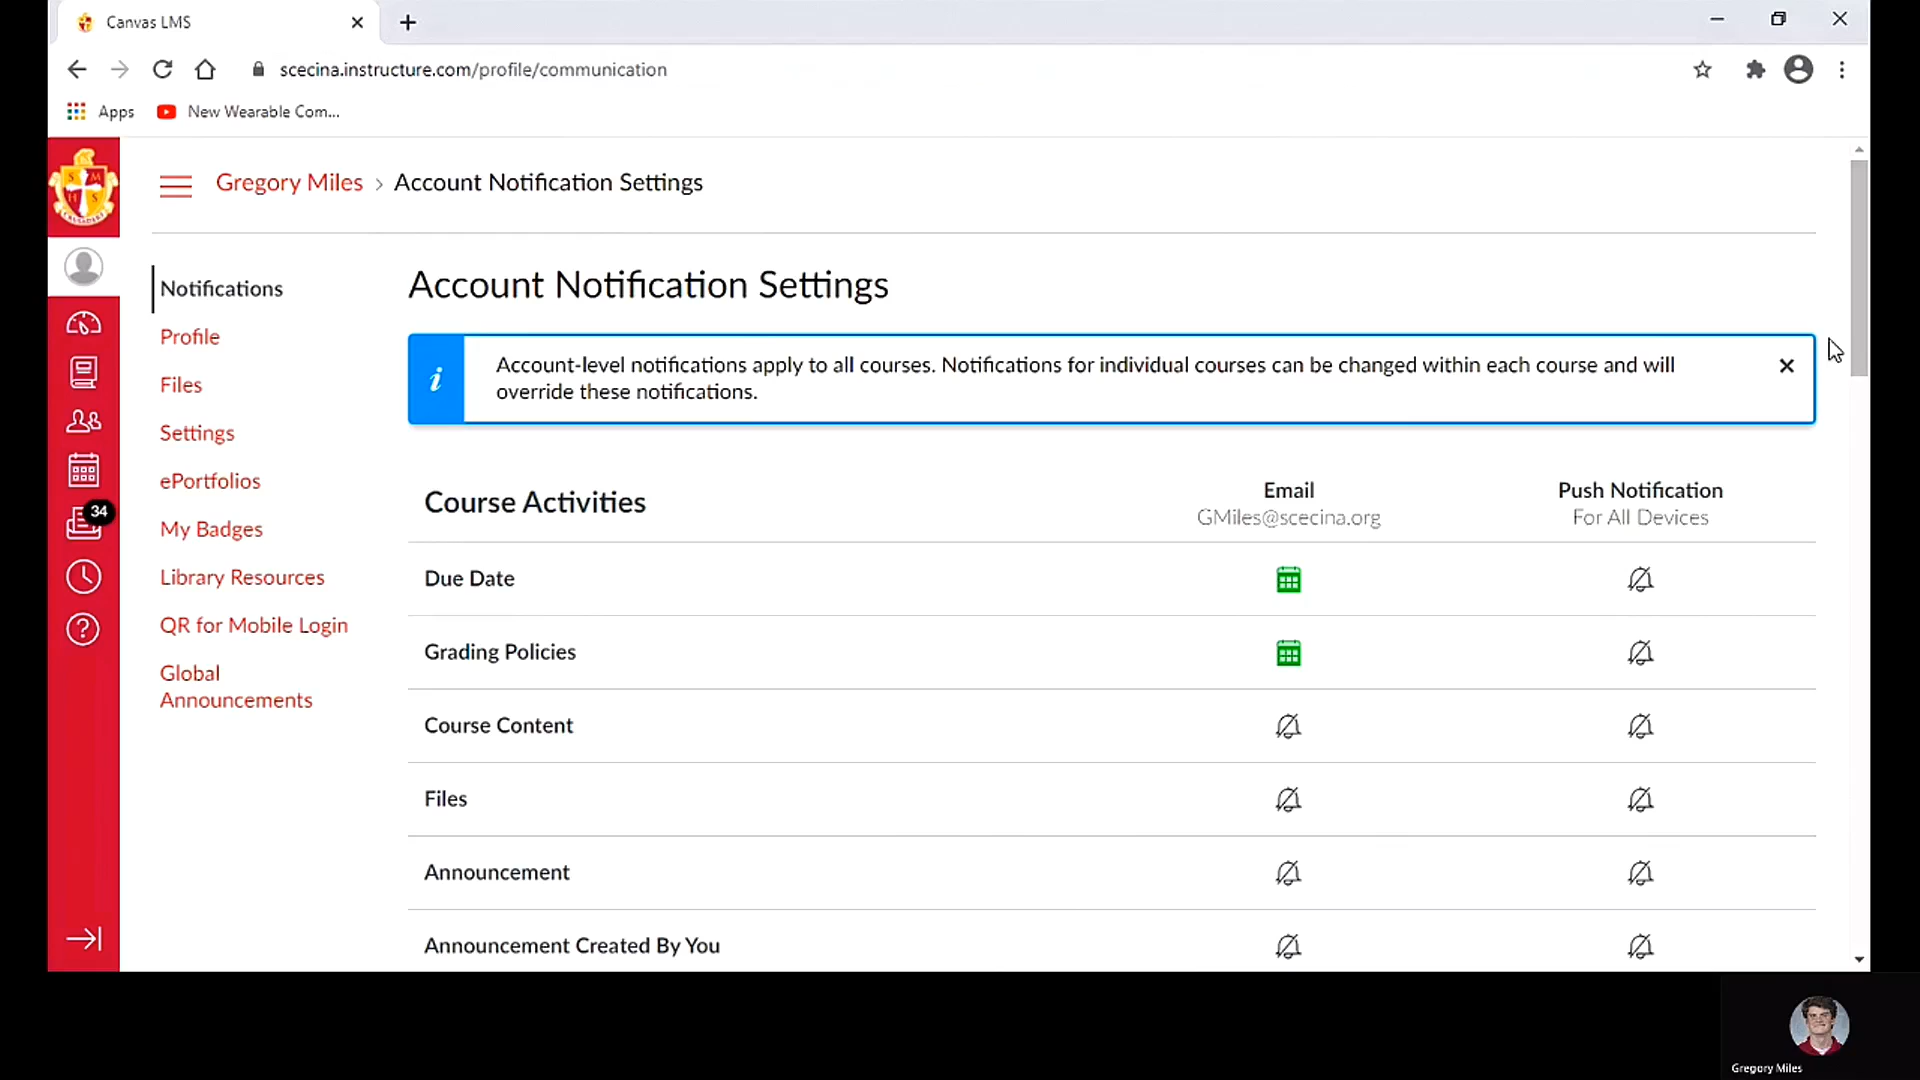 Canvas LMS
scecina.instructure.com/profile/communication
Apps
New Wearable Com...
Gregory Miles > Account Notification Settings
Notifications
Profile
Files
Settings
ePortfolios
My Badges
Library Resources
QR for Mobile Login
Global
Announcements
34
Account Notification Settings
i
Account-level notifications apply to all courses. Notifications for individual courses can be changed within each course and will
override these notifications.
Course Activities
Email
GMiles@scecina.org
Push Notification
For All Devices
Due Date
Grading Policies
Course Content
Files
Announcement
Announcement Created By You
Gregory Miles